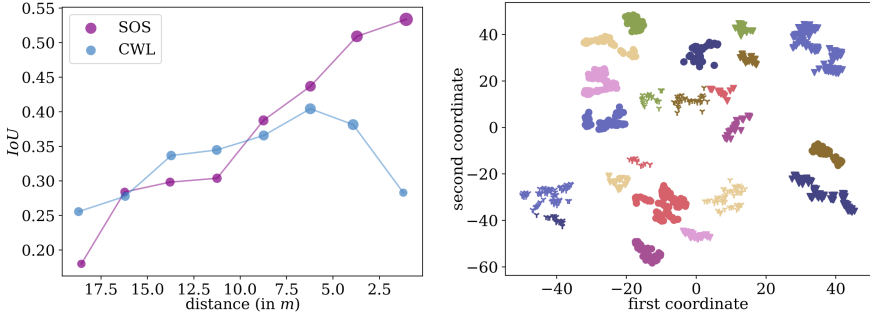 0.55
0.50
0.45
0.40
0.35
0.30
0.25
0.20
IoU
SOS
CWL
17.5 15.0 12.5 10.0 7.5 5.0 2.5
distance (in m)
40
20
0
−20
−40
−60
second coordinate
−40 −20 0 20 40
first coordinate